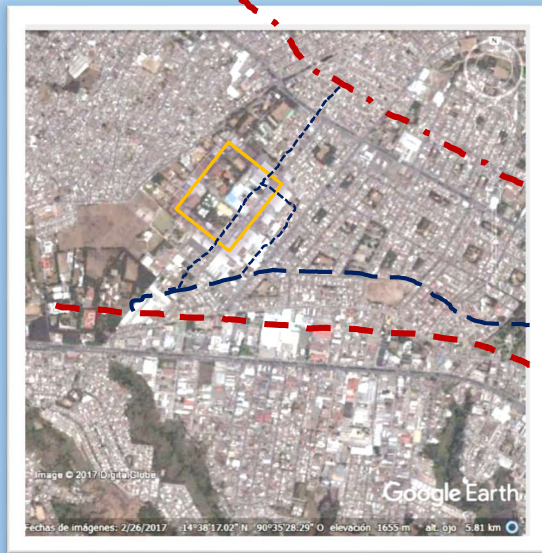 N
Image © 2017 DigitalGlobe
Google Earth
Fechas de imágenes: 2/26/2017 14°38'17.02" N 90°35'28.29" O elevación 1655 m alt. ojo 5.81 km